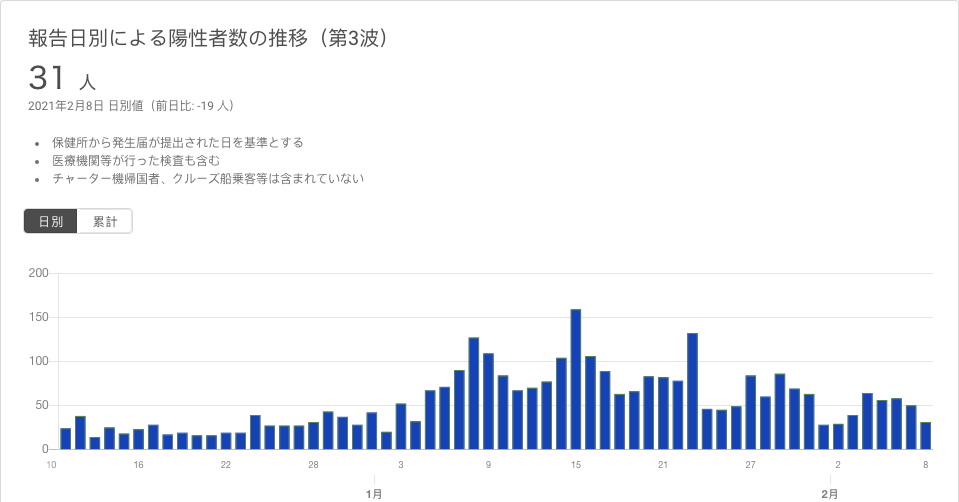 報告日別による陽性者数の推移（第3波）
31 人
2021年2月8日 日別値（前日比: -19 人）
• 保健所から発生届が提出された日を基準とする
• 医療機関等が行った検査も含む
• チャーター機帰国者、クルーズ船乗客等は含まれていない
日別 累計
200
150
100
50
0
10 16 22 28 3 9 15 21 27 2 8
1月 2月